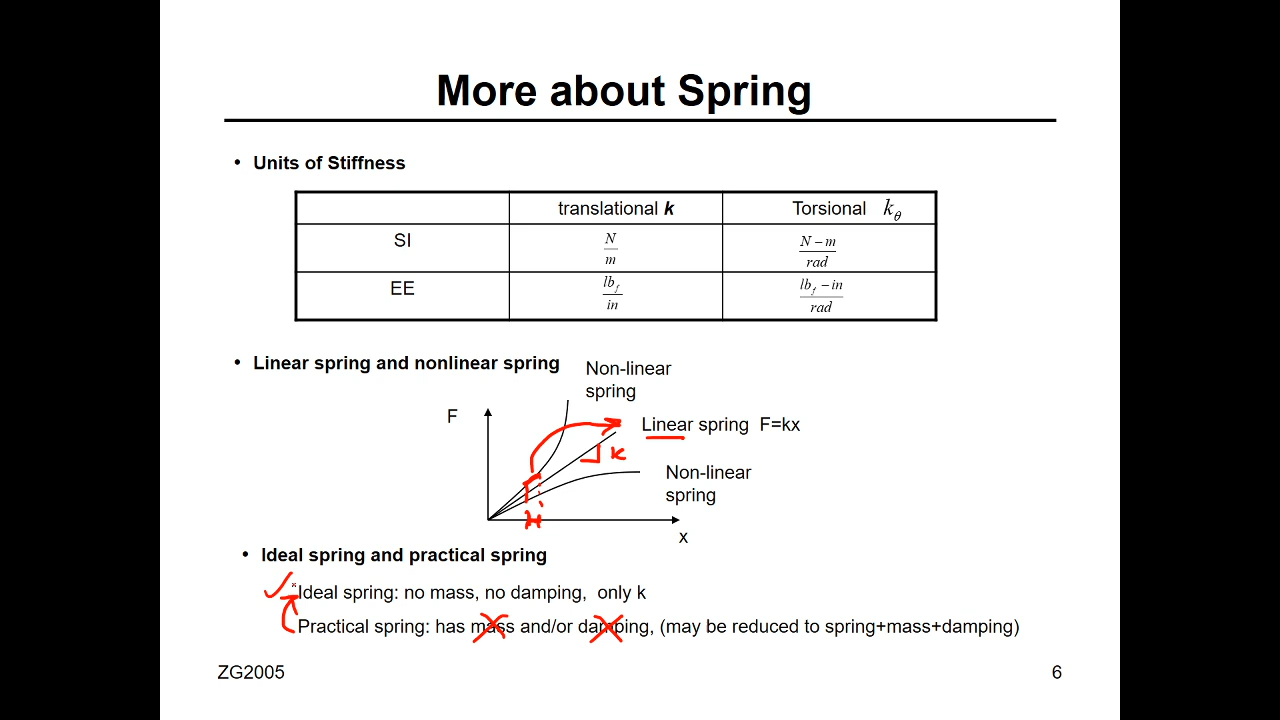 More about Spring
• Units of Stiffness
translational k Torsional kθ
SI N/m N – m/rad
EE lbf/in lbf – in/rad
• Linear spring and nonlinear spring
Non-linear
spring
F
Linear spring F=kx
k
Non-linear
spring
x
• Ideal spring and practical spring
Ideal spring: no mass, no damping, only k
Practical spring: has mass and/or damping, (may be reduced to spring+mass+damping)
ZG2005 6